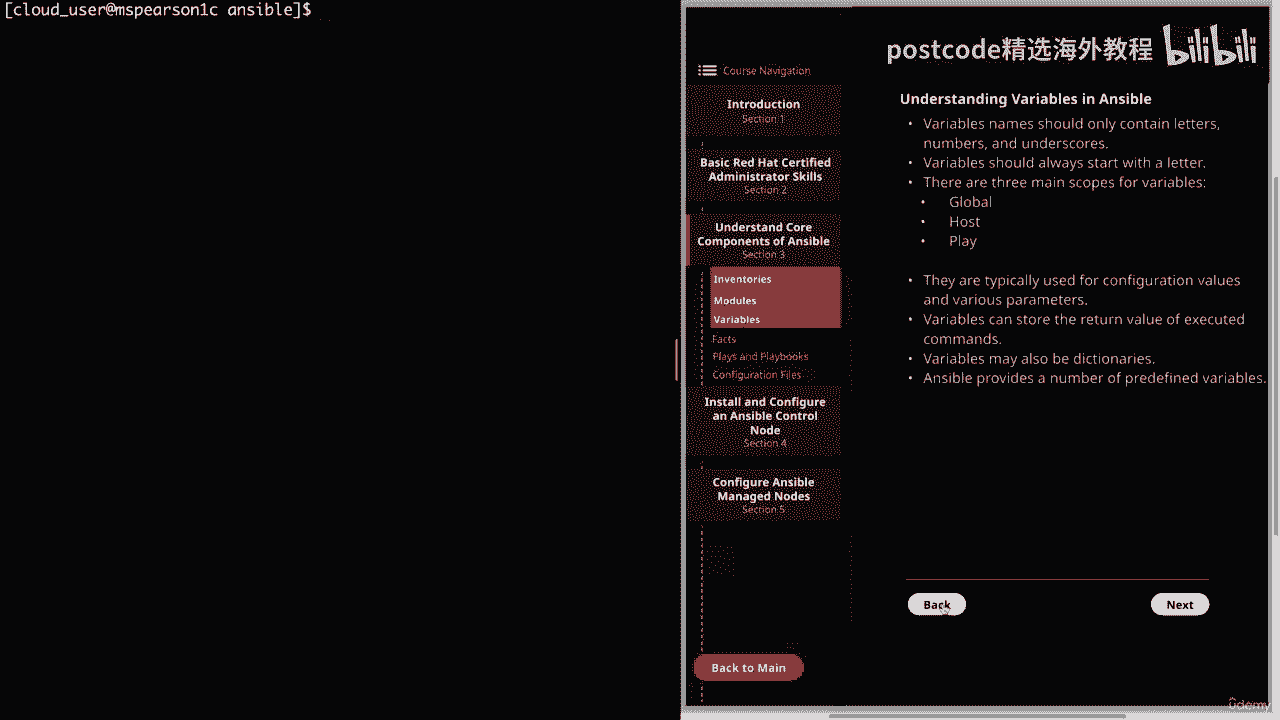 [cloud_user@mspearson1c ansible]$
postcode精选海外教程 bilibili
Course Navigation
Introduction
Section 1
Basic Red Hat Certified
Administrator Skills
Section 2
Understand Core
Components of Ansible
Section 3
Inventories
Modules
Variables
Facts
Plays and Playbooks
Configuration Files
Install and Configure
an Ansible Control
Node
Section 4
Configure Ansible
Managed Nodes
Section 5
Back to Main
Understanding Variables in Ansible
• Variables names should only contain letters,
numbers, and underscores.
• Variables should always start with a letter.
• There are three main scopes for variables:
• Global
• Host
• Play
• They are typically used for configuration values
and various parameters.
• Variables can store the return value of executed
commands.
• Variables may also be dictionaries.
• Ansible provides a number of predefined variables.
Back
Next
ûdemy